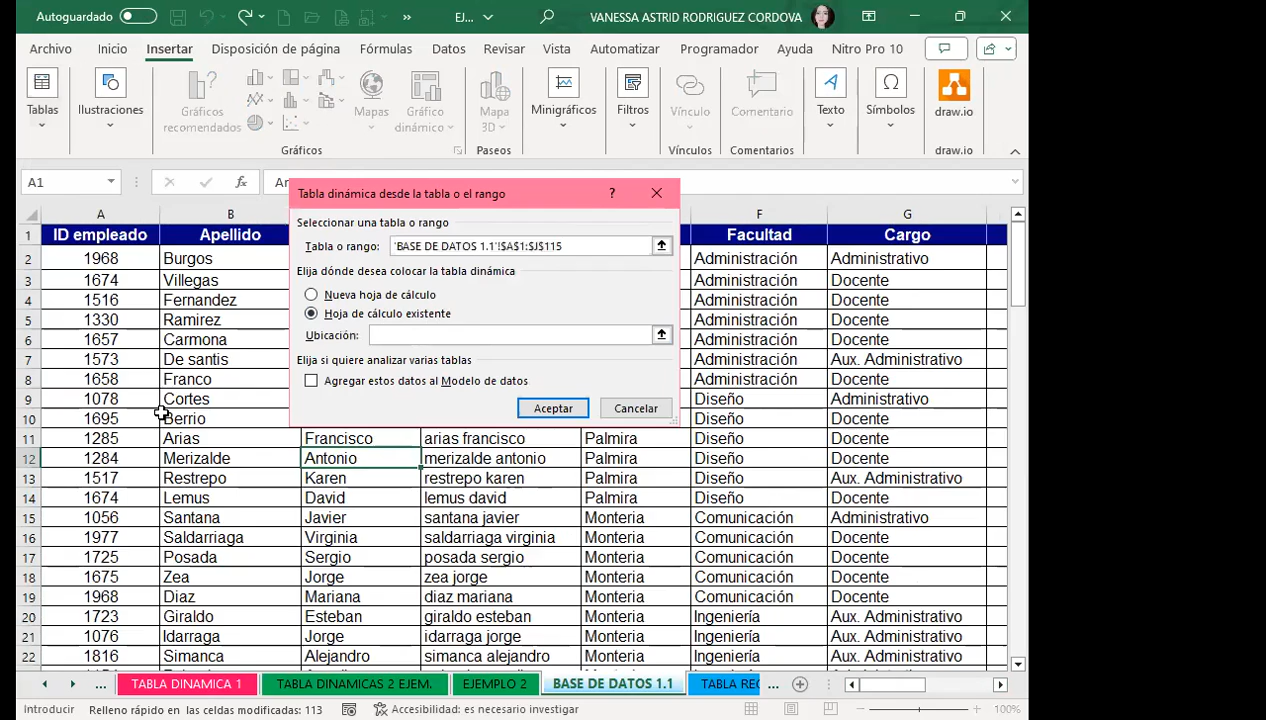 Autoguardado EJ... VANESSA ASTRID RODRIGUEZ CORDOVA
Archivo Inicio Insertar Disposición de página Fórmulas Datos Revisar Vista Automatizar Programador Ayuda Nitro Pro 10
Tablas Ilustraciones Gráficos recomendados Mapas Gráfico dinámico Mapa 3D Minigráficos Filtros Vínculo Comentario Texto Símbolos draw.io
Gráficos Paseos Vínculos Comentarios draw.io
A1 fx
Tabla dinámica desde la tabla o el rango ?
Seleccionar una tabla o rango
Tabla o rango: 'BASE DE DATOS 1.1'!$A$1:$J$115
Elija dónde desea colocar la tabla dinámica
Nueva hoja de cálculo
Hoja de cálculo existente
Ubicación:
Elija si quiere analizar varias tablas
Agregar estos datos al Modelo de datos
Aceptar Cancelar
A B F G
1 ID empleado Apellido Facultad Cargo
2 1968 Burgos Administración Administrativo
3 1674 Villegas Administración Docente
4 1516 Fernandez Administración Docente
5 1330 Ramirez Administración Docente
6 1657 Carmona Administración Docente
7 1573 De santis Administración Aux. Administrativo
8 1658 Franco Administración Docente
9 1078 Cortes Diseño Administrativo
10 1695 Berrio Diseño Docente
11 1285 Arias Francisco arias francisco Palmira Diseño Docente
12 1284 Merizalde Antonio merizalde antonio Palmira Diseño Docente
13 1517 Restrepo Karen restrepo karen Palmira Diseño Aux. Administrativo
14 1674 Lemus David lemus david Palmira Diseño Docente
15 1056 Santana Javier santana javier Monteria Comunicación Administrativo
16 1977 Saldarriaga Virginia saldarriaga virginia Monteria Comunicación Docente
17 1725 Posada Sergio posada sergio Monteria Comunicación Docente
18 1675 Zea Jorge zea jorge Monteria Comunicación Docente
19 1968 Diaz Mariana diaz mariana Monteria Comunicación Docente
20 1723 Giraldo Esteban giraldo esteban Monteria Ingeniería Aux. Administrativo
21 1076 Idarraga Jorge idarraga jorge Monteria Ingeniería Aux. Administrativo
22 1816 Simanca Alejandro simanca alejandro Monteria Ingeniería Aux. Administrativo
... TABLA DINAMICA 1 TABLA DINAMICAS 2 EJEM. EJEMPLO 2 BASE DE DATOS 1.1 TABLA REC ...
Introducir Relleno rápido en las celdas modificadas: 113 Accesibilidad: es necesario investigar 100%